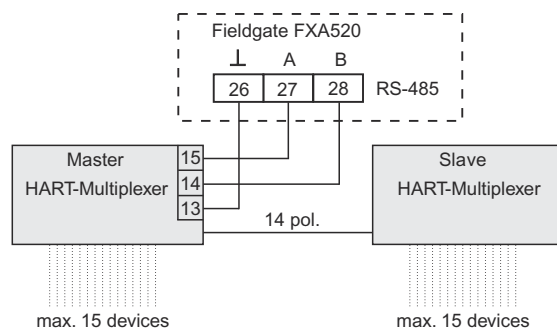 Fieldgate FXA520
⊥ A B
26 27 28 RS-485
Master
HART-Multiplexer
15
14
13
Slave
HART-Multiplexer
14 pol.
max. 15 devices
max. 15 devices